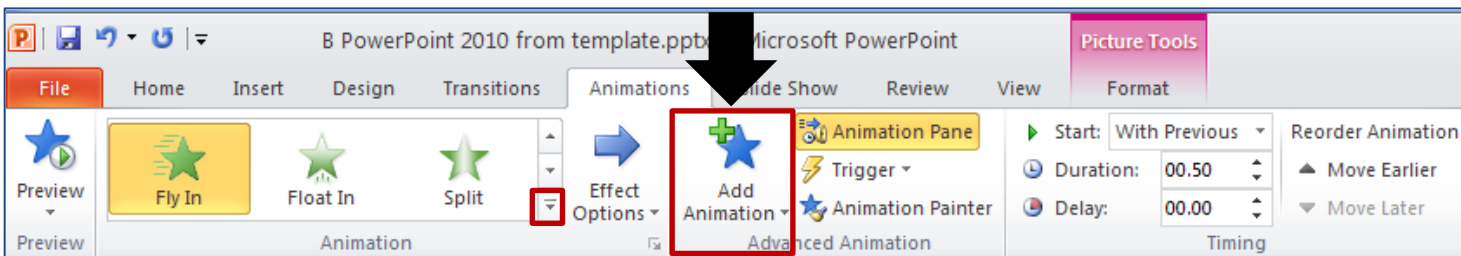 P
B PowerPoint 2010 from template.pptx Microsoft PowerPoint
Picture Tools
File Home Insert Design Transitions Animations Slide Show Review View Format
Preview
Fly In
Float In
Split
Effect
Options
Add
Animation
Animation Pane
Trigger
Animation Painter
Start: With Previous
Duration: 00.50
Delay: 00.00
Reorder Animation
Move Earlier
Move Later
Preview Animation Advanced Animation Timing